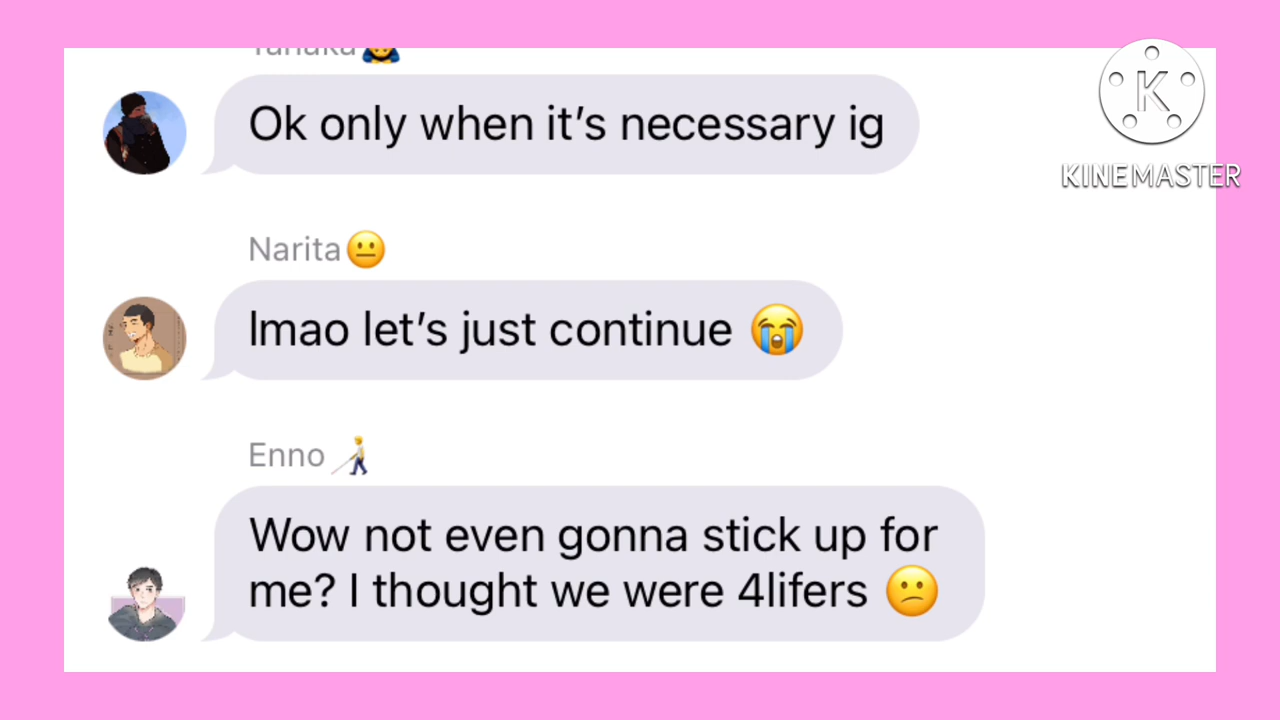 Tanaka🙇
Ok only when it’s necessary ig
Narita😐
lmao let’s just continue 😭
Enno 👨‍🦯
Wow not even gonna stick up for
me? I thought we were 4lifers 😕
K
KINEMASTER